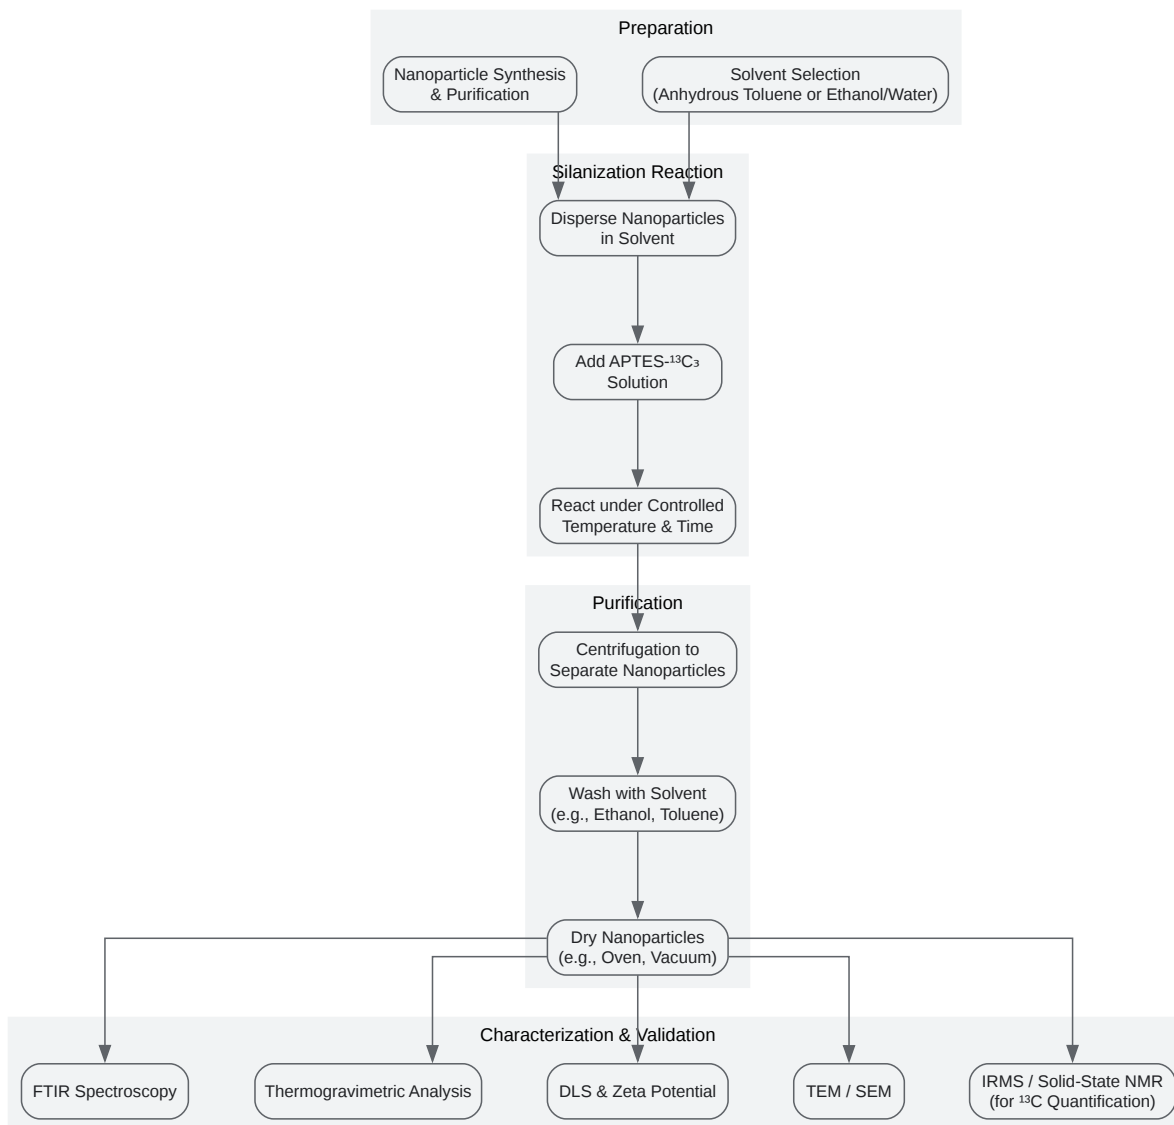 Preparation
Nanoparticle Synthesis
& Purification
Solvent Selection
(Anhydrous Toluene or Ethanol/Water)
Silanization Reaction
Disperse Nanoparticles
in Solvent
Add APTES-¹³C₃
Solution
React under Controlled
Temperature & Time
Purification
Centrifugation to
Separate Nanoparticles
Wash with Solvent
(e.g., Ethanol, Toluene)
Dry Nanoparticles
(e.g., Oven, Vacuum)
Characterization & Validation
FTIR Spectroscopy
Thermogravimetric Analysis
DLS & Zeta Potential
TEM / SEM
IRMS / Solid-State NMR
(for ¹³C Quantification)